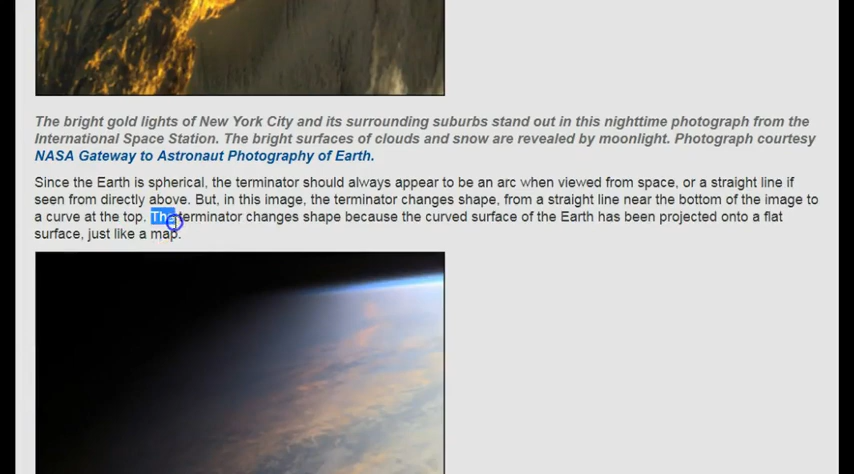 The bright gold lights of New York City and its surrounding suburbs stand out in this nighttime photograph from the
International Space Station. The bright surfaces of clouds and snow are revealed by moonlight. Photograph courtesy
NASA Gateway to Astronaut Photography of Earth.
Since the Earth is spherical, the terminator should always appear to be an arc when viewed from space, or a straight line if
seen from directly above. But, in this image, the terminator changes shape, from a straight line near the bottom of the image to
a curve at the top. The terminator changes shape because the curved surface of the Earth has been projected onto a flat
surface, just like a map.